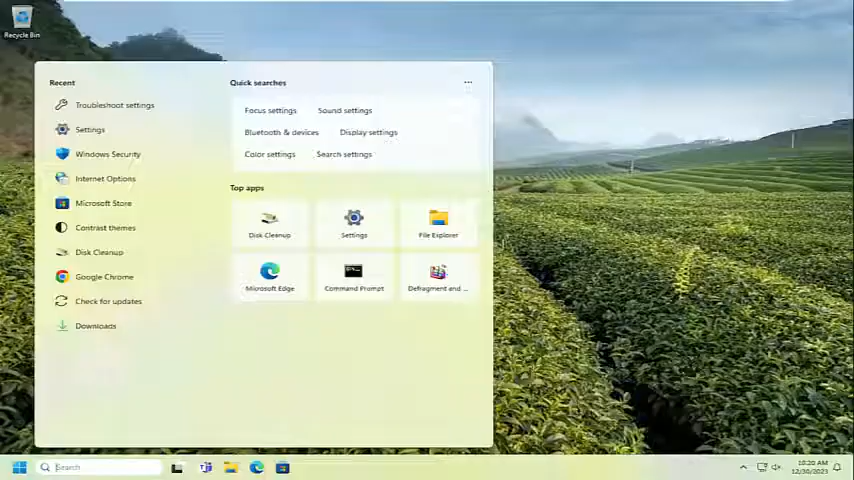 Recycle Bin
Recent
Troubleshoot settings
Settings
Windows Security
Internet Options
Microsoft Store
Contrast themes
Disk Cleanup
Google Chrome
Check for updates
Downloads
Quick searches
Focus settings
Sound settings
Bluetooth & devices
Display settings
Color settings
Search settings
Top apps
Disk Cleanup
Settings
File Explorer
Microsoft Edge
Command Prompt
Defragment and ...
Search
10:20 AM
12/30/2023